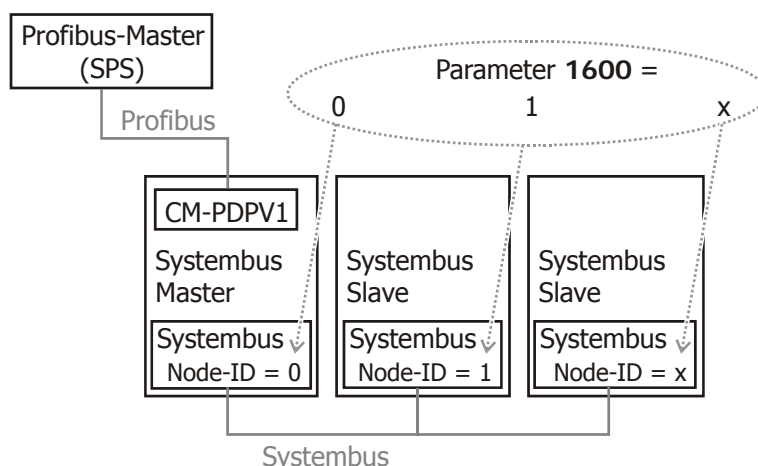 Profibus-Master
(SPS)
Parameter 1600 =
0 1 x
Profibus
CM-PDPV1
Systembus
Master
Systembus
Slave
Systembus
Slave
Systembus
Node-ID = 0
Systembus
Node-ID = 1
Systembus
Node-ID = x
Systembus